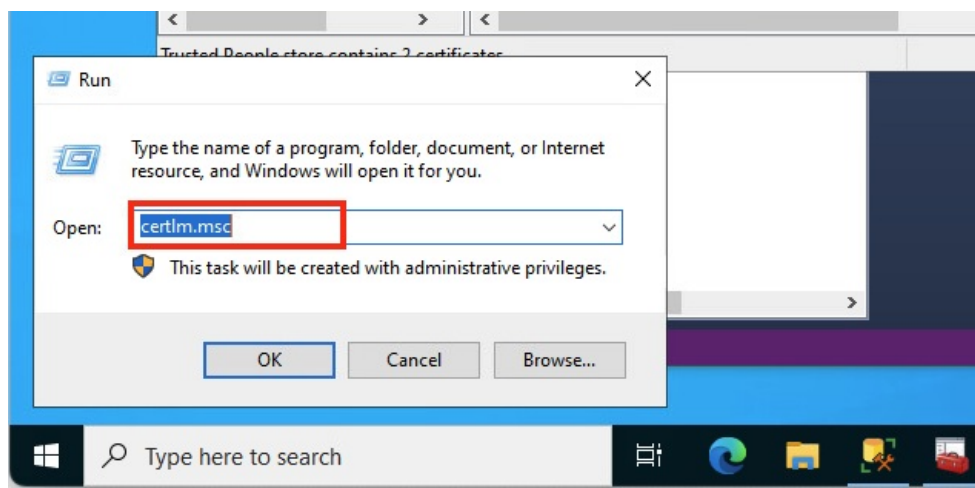 Trusted People store contains 2 certificates
Run
Type the name of a program, folder, document, or Internet
resource, and Windows will open it for you.
Open:
certlm.msc
This task will be created with administrative privileges.
OK
Cancel
Browse...
Type here to search